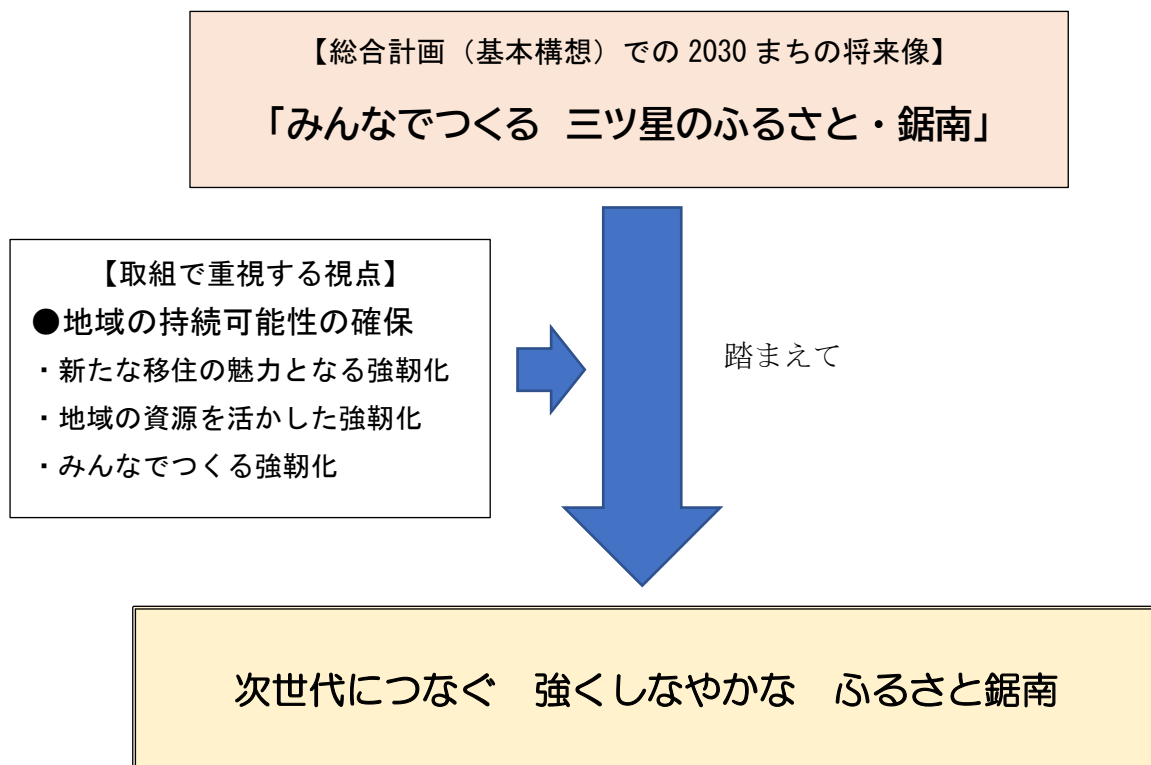 【総合計画（基本構想）での 2030 まちの将来像】
「みんなでつくる 三ツ星のふるさと・鋸南」
【取組で重視する視点】
●地域の持続可能性の確保
・新たな移住の魅力となる強靭化
・地域の資源を活かした強靭化
・みんなでつくる強靭化
踏まえて
次世代につなぐ　強くしなやかな　ふるさと鋸南